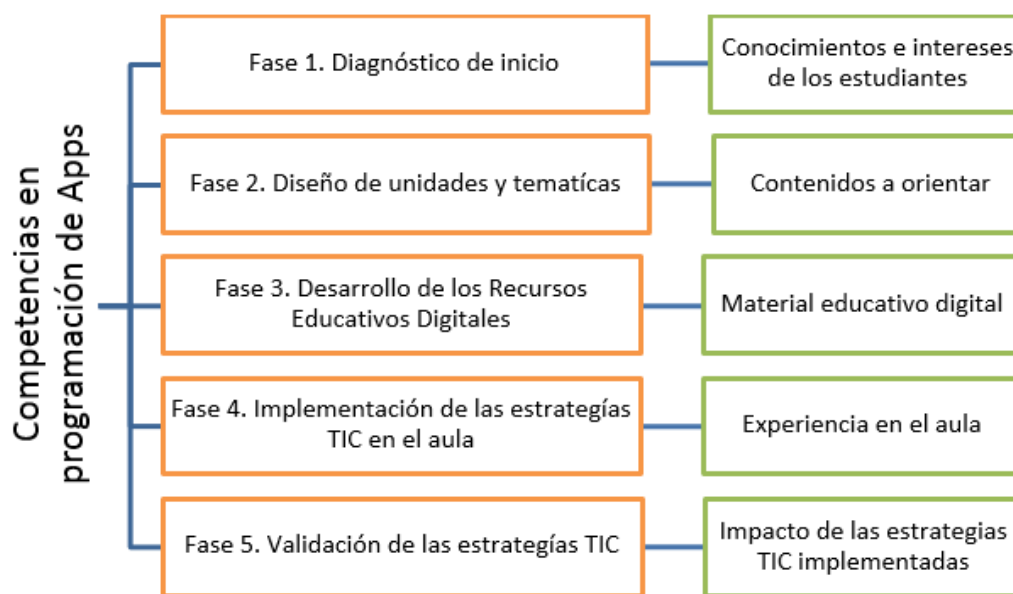 Competencias en
programación de Apps
Fase 1. Diagnóstico de inicio
Conocimientos e intereses
de los estudiantes
Fase 2. Diseño de unidades y tematícas
Contenidos a orientar
Fase 3. Desarrollo de los Recursos
Educativos Digitales
Material educativo digital
Fase 4. Implementación de las estrategías
TIC en el aula
Experiencia en el aula
Fase 5. Validación de las estrategías TIC
Impacto de las estrategias
TIC implementadas